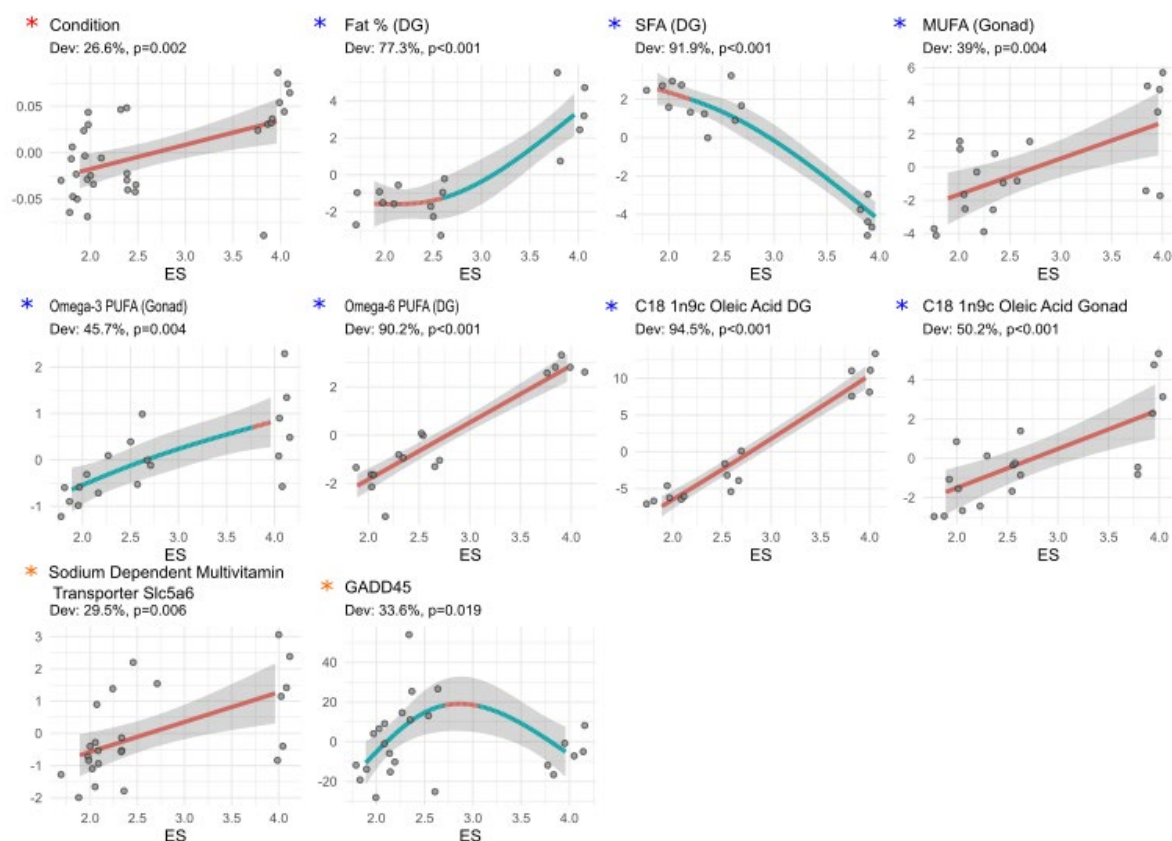 * Condition
Dev: 26.6%, p=0.002
0.05
0.00
-0.05
2.0 2.5 3.0 3.5 4.0
ES
* Fat % (DG)
Dev: 77.3%, p<0.001
4
2
0
-2
2.0 2.5 3.0 3.5 4.0
ES
* SFA (DG)
Dev: 91.9%, p<0.001
2
0
-2
-4
2.0 2.5 3.0 3.5 4.0
ES
* MUFA (Gonad)
Dev: 39%, p=0.004
6
4
2
0
-2
-4
2.0 2.5 3.0 3.5 4.0
ES
* Omega-3 PUFA (Gonad)
Dev: 45.7%, p=0.004
2
1
0
-1
2.0 2.5 3.0 3.5 4.0
ES
* Omega-6 PUFA (DG)
Dev: 90.2%, p<0.001
2
0
-2
2.0 2.5 3.0 3.5 4.0
ES
* C18 1n9c Oleic Acid DG
Dev: 94.5%, p<0.001
10
5
0
-5
2.0 2.5 3.0 3.5 4.0
ES
* C18 1n9c Oleic Acid Gonad
Dev: 50.2%, p<0.001
4
2
0
-2
2.0 2.5 3.0 3.5 4.0
ES
* Sodium Dependent Multivitamin
Transporter Slc5a6
Dev: 29.5%, p=0.006
3
2
1
0
-1
-2
2.0 2.5 3.0 3.5 4.0
ES
* GADD45
Dev: 33.6%, p=0.019
40
20
0
-20
2.0 2.5 3.0 3.5 4.0
ES